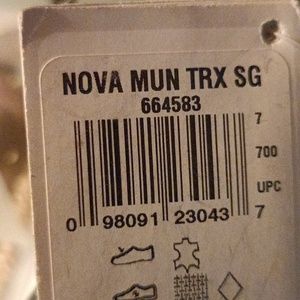 NOVA MUN TRX SG
664583
7
700
UPC
0 98091 23043 7